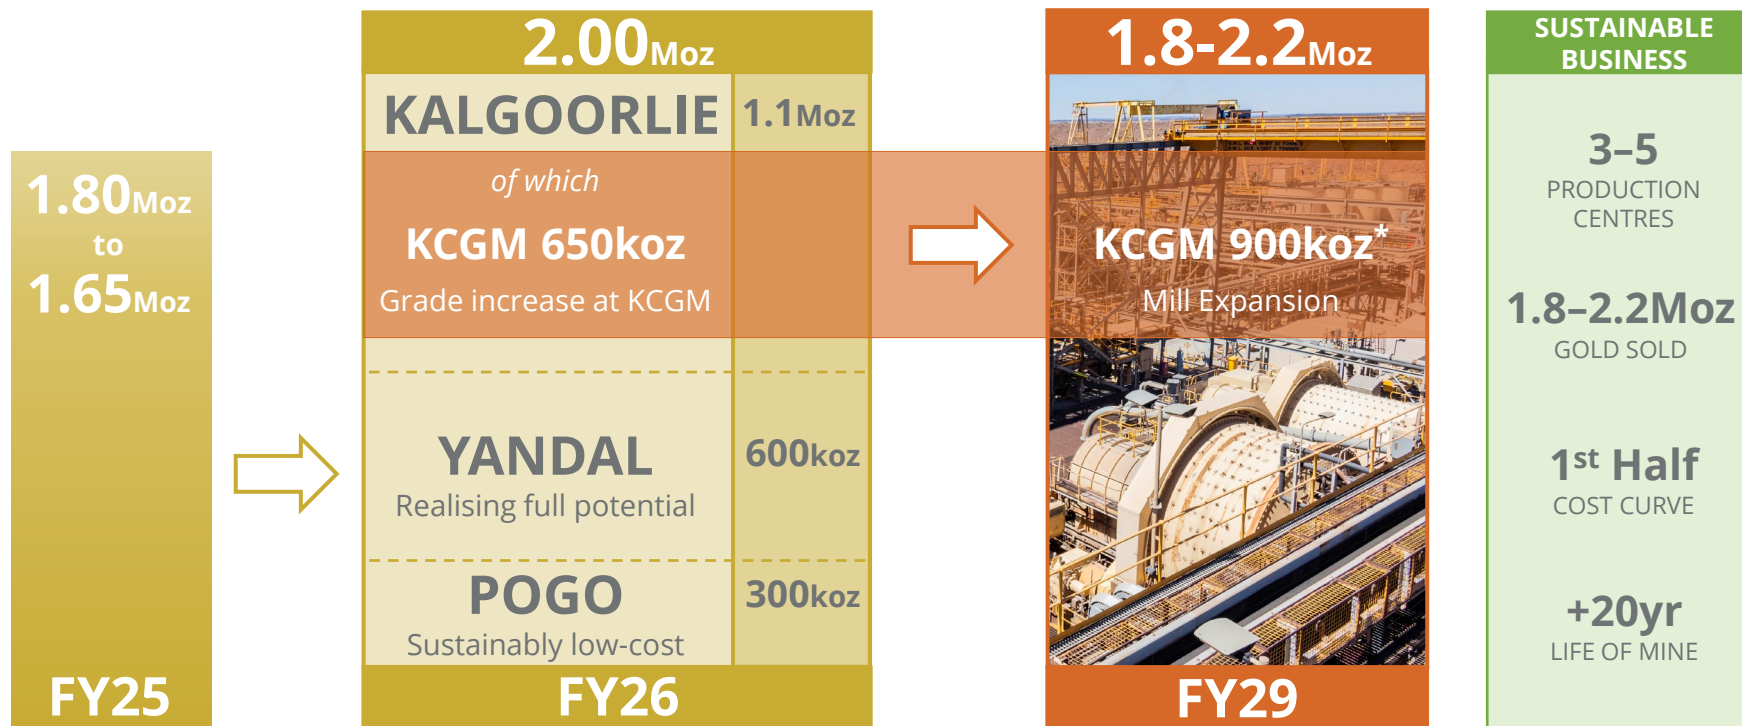 1.80Moz
to
1.65Moz
FY25
2.00Moz
KALGOORLIE
1.1Moz
of which
KCGM 650koz
Grade increase at KCGM
YANDAL
600koz
Realising full potential
POGO
300koz
Sustainably low-cost
FY26
1.8-2.2Moz
KCGM 900koz*
Mill Expansion
FY29
SUSTAINABLE
BUSINESS
3–5
PRODUCTION
CENTRES
1.8–2.2Moz
GOLD SOLD
1st Half
COST CURVE
+20yr
LIFE OF MINE